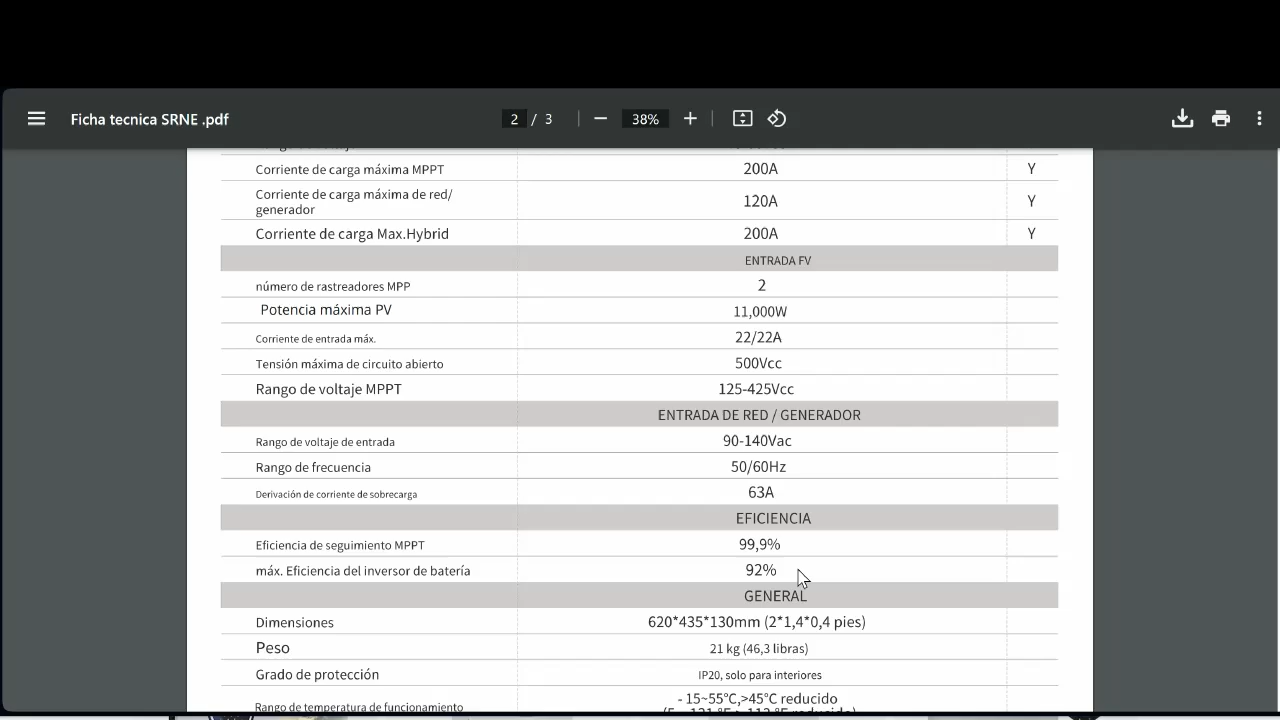 Ficha tecnica SRNE .pdf
2 / 3
38%
Corriente de carga máxima MPPT 200A Y
Corriente de carga máxima de red/
generador 120A Y
Corriente de carga Max.Hybrid 200A Y
ENTRADA FV
número de rastreadores MPP 2
Potencia máxima PV 11,000W
Corriente de entrada máx. 22/22A
Tensión máxima de circuito abierto 500Vcc
Rango de voltaje MPPT 125-425Vcc
ENTRADA DE RED / GENERADOR
Rango de voltaje de entrada 90-140Vac
Rango de frecuencia 50/60Hz
Derivación de corriente de sobrecarga 63A
EFICIENCIA
Eficiencia de seguimiento MPPT 99,9%
máx. Eficiencia del inversor de batería 92%
GENERAL
Dimensiones 620*435*130mm (2*1,4*0,4 pies)
Peso 21 kg (46,3 libras)
Grado de protección IP20, solo para interiores
Rango de temperatura de funcionamiento - 15~55℃,>45℃ reducido